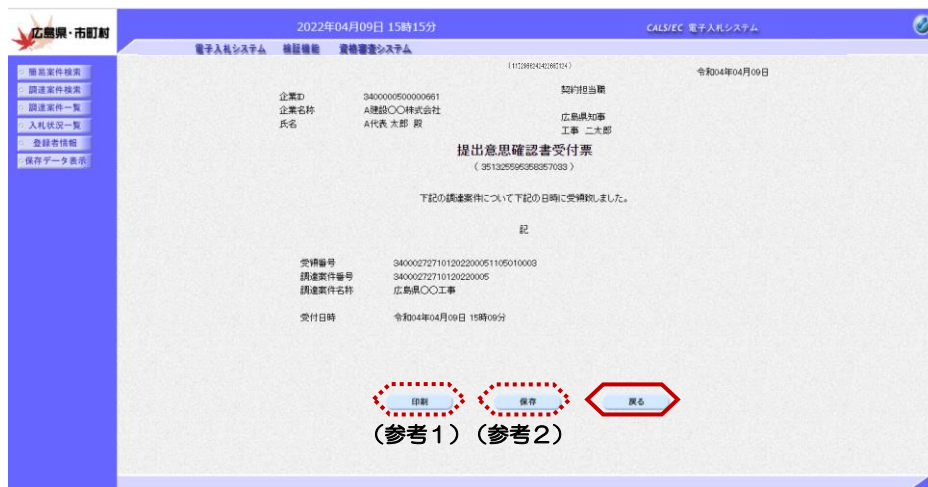 広島県・市町村
2022年04月09日 15時15分
CALS/EC 電子入札システム
電子入札システム 検証機能 資格審査システム
簡易案件検索
調達案件検索
調達案件一覧
入札状況一覧
登録者情報
保存データ表示
令和04年04月09日
企業ID 3400000500000661
企業名称 A建設〇〇株式会社
氏名 A代表 太郎 殿
契約担当職
広島県知事
工事 二太郎
提出意思確認書受付票
(351325595358357033)
下記の調達案件について下記の日時に受領致しました。
記
受領番号 340002727101202200051105010003
調達案件番号 34000272710120220005
調達案件名称 広島県〇〇工事
受付日時 令和04年04月09日 15時09分
印刷 保存 戻る
(参考1) (参考2)